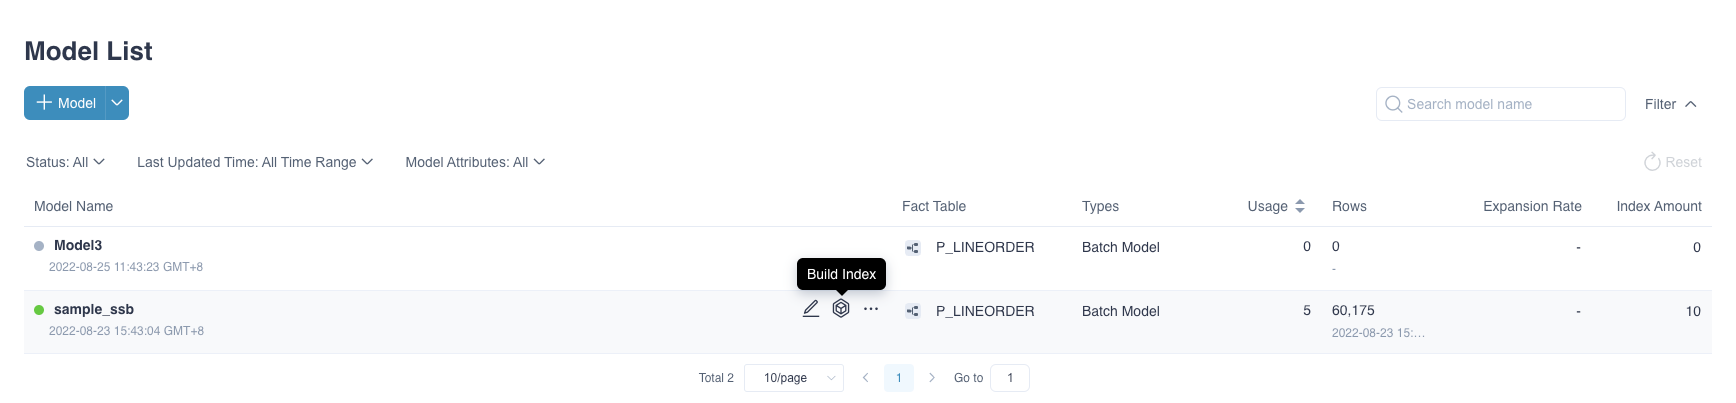 Model List
Model
Search model name
Filter
Status: All
Last Updated Time: All Time Range
Model Attributes: All
Reset
Model Name Fact Table Types Usage Rows Expansion Rate Index Amount
Model3 P_LINEORDER Batch Model 0 0 - 0
2022-08-25 11:43:23 GMT+8 -
Build Index
sample_ssb ... P_LINEORDER Batch Model 5 60,175 - 10
2022-08-23 15:43:04 GMT+8 2022-08-23 15:...
Total 2 10/page 1 Go to 1